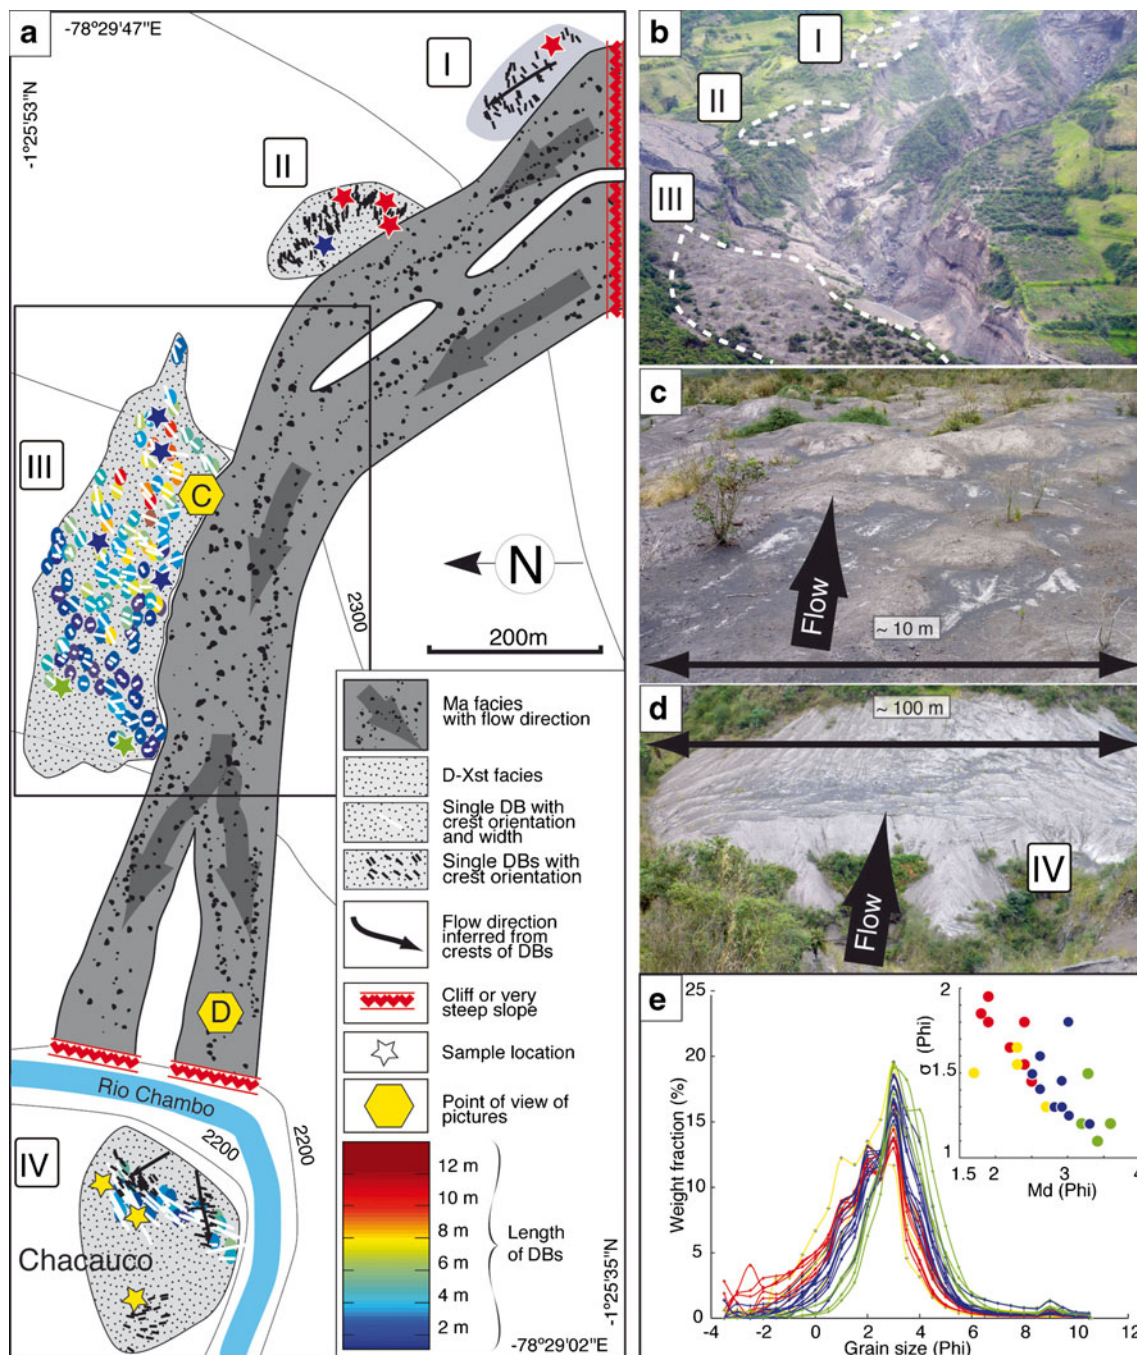 a
-78°29'47"E
-1°25'53"N
I
II
III
C
N
200m
2300
Ma facies
with flow direction
D-Xst facies
Single DB with
crest orientation
and width
Single DBs with
crest orientation
Flow direction
inferred from
crests of DBs
Cliff or very
steep slope
Sample location
Point of view of
pictures
12 m
10 m
8 m
6 m
4 m
2 m
Length
of DBs
-1°25'35"N
-78°29'02"E
D
Rio Chambo
2200
2200
IV
Chacauco
b
I
II
III
c
Flow
~ 10 m
d
~ 100 m
IV
Flow
e
25
20
15
10
5
0
Weight fraction (%)
-4 -2 0 2 4 6 8 10 12
Grain size (Phi)
2
1.5
1
σ (Phi)
1.5 2 3 4
Md (Phi)